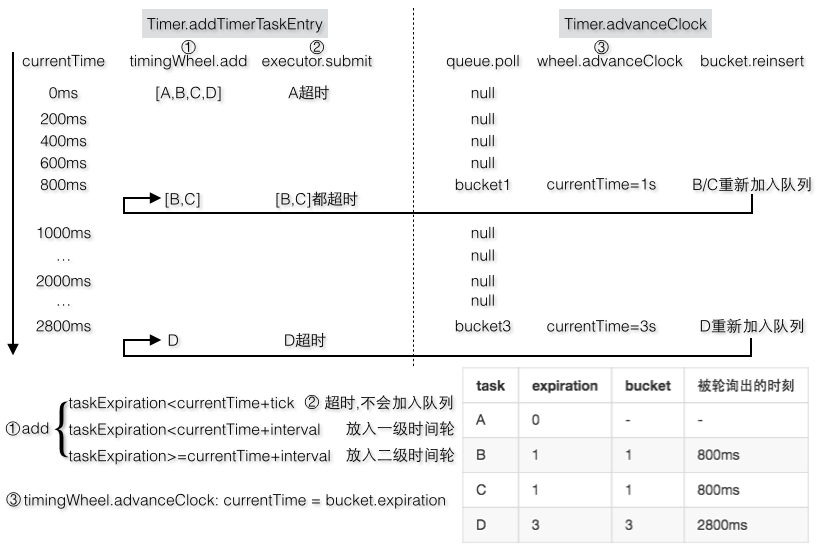 Timer.addTimerTaskEntry Timer.advanceClock
① ② ③
currentTime timingWheel.add executor.submit queue.poll wheel.advanceClock bucket.reinsert
0ms [A,B,C,D] A超时 null
200ms null
400ms null
600ms null
800ms bucket1 currentTime=1s B/C重新加入队列
[B,C] [B,C]都超时
1000ms null
... null
2000ms null
... null
2800ms bucket3 currentTime=3s D重新加入队列
D D超时
①add
taskExpiration<currentTime+tick ② 超时,不会加入队列
taskExpiration<currentTime+interval 放入一级时间轮
taskExpiration>=currentTime+interval 放入二级时间轮
③timingWheel.advanceClock: currentTime = bucket.expiration
task expiration bucket 被轮询出的时刻
A 0 - -
B 1 1 800ms
C 1 1 800ms
D 3 3 2800ms